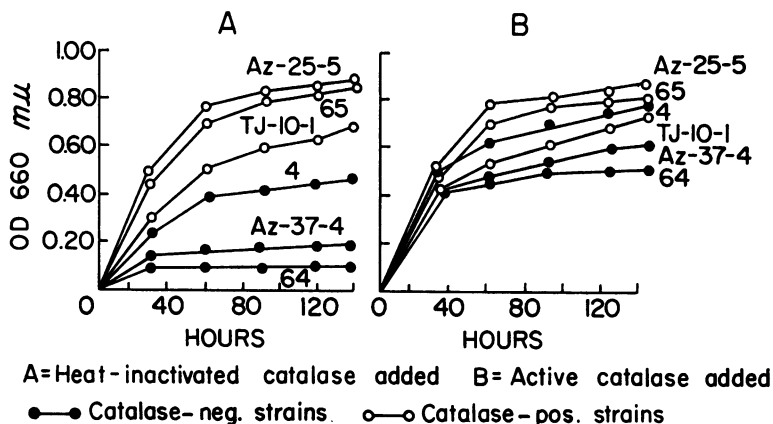 A
B
OD 660 mu
1.00
0.80
0.60
0.40
0.20
0
Az-25-5
65
TJ-10-1
4
Az-37-4
64
0 40 80 120
HOURS
Az-25-5
65
4
TJ-10-1
Az-37-4
64
0 40 80 120
HOURS
A=Heat-inactivated catalase added B=Active catalase added
Catalase-neg. strains. Catalase-pos. strains